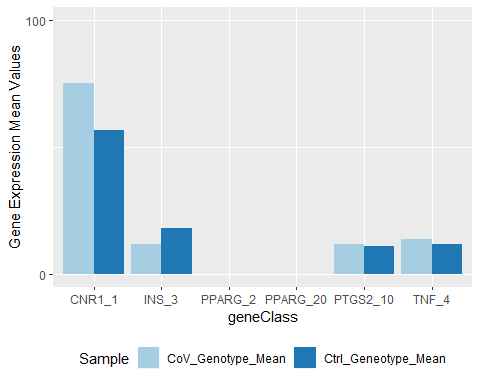 Gene Expression Mean Values
100
0
CNR1_1 INS_3 PPARG_2 PPARG_20 PTGS2_10 TNF_4
geneClass
Sample CoV_Genotype_Mean Ctrl_Geneotype_Mean